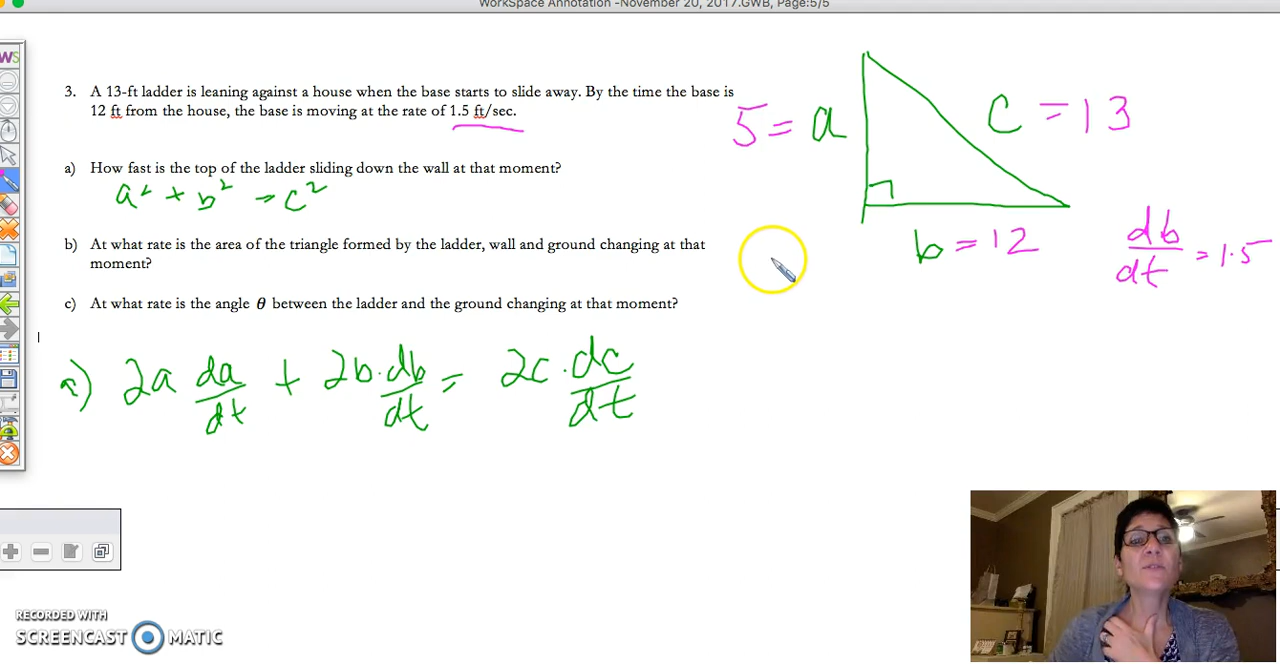 WorkSpace Annotation -November 20, 2017.GWB, Page:5/5
WS
3. A 13-ft ladder is leaning against a house when the base starts to slide away. By the time the base is
12 ft from the house, the base is moving at the rate of 1.5 ft/sec.
a) How fast is the top of the ladder sliding down the wall at that moment?
a² + b² = c²
b) At what rate is the area of the triangle formed by the ladder, wall and ground changing at that
moment?
c) At what rate is the angle θ between the ladder and the ground changing at that moment?
5 = a
c = 13
b = 12
db/dt = 1.5
a) 2a da/dt + 2b · db/dt = 2c · dc/dt
RECORDED WITH
SCREENCAST MATIC